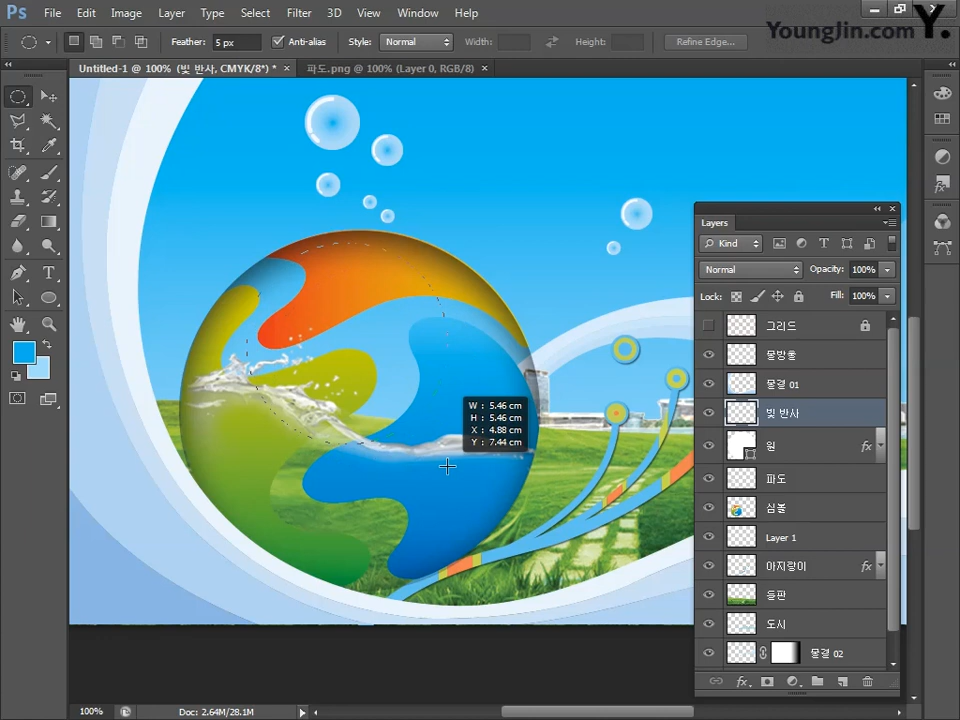 Ps File Edit Image Layer Type Select Filter 3D View Window Help
YoungJin.com Y.
Feather: 5 px Anti-alias Style: Normal Width: Height: Refine Edge...
Untitled-1 @ 100% (빛 반사, CMYK/8*) * × 파도.png @ 100% (Layer 0, RGB/8) ×
Layers
Kind
Normal Opacity: 100%
Lock: Fill: 100%
그리드
물방울
물결 01
빛 반사
원 fx
파도
심볼
Layer 1
아지랑이 fx
들판
도시
물결 02
W : 5.46 cm
H : 5.46 cm
X : 4.88 cm
Y : 7.44 cm
100% Doc: 2.64M/28.1M